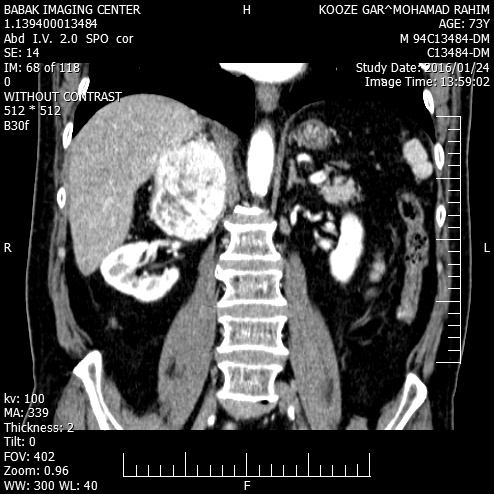 BABAK IMAGING CENTER
1.139400013484
Abd I.V. 2.0 SPO cor
SE: 14
IM: 68 of 118
0
WITHOUT CONTRAST
512 * 512
B30f
H
KOOZE GAR^MOHAMAD RAHIM
AGE: 73Y
M 94C13484-DM
C13484-DM
Study Date: 2016/01/24
Image Time: 13:59:02
R
L
kv: 100
MA: 339
Thickness: 2
Tilt: 0
FOV: 402
Zoom: 0.96
WW: 300 WL: 40
F